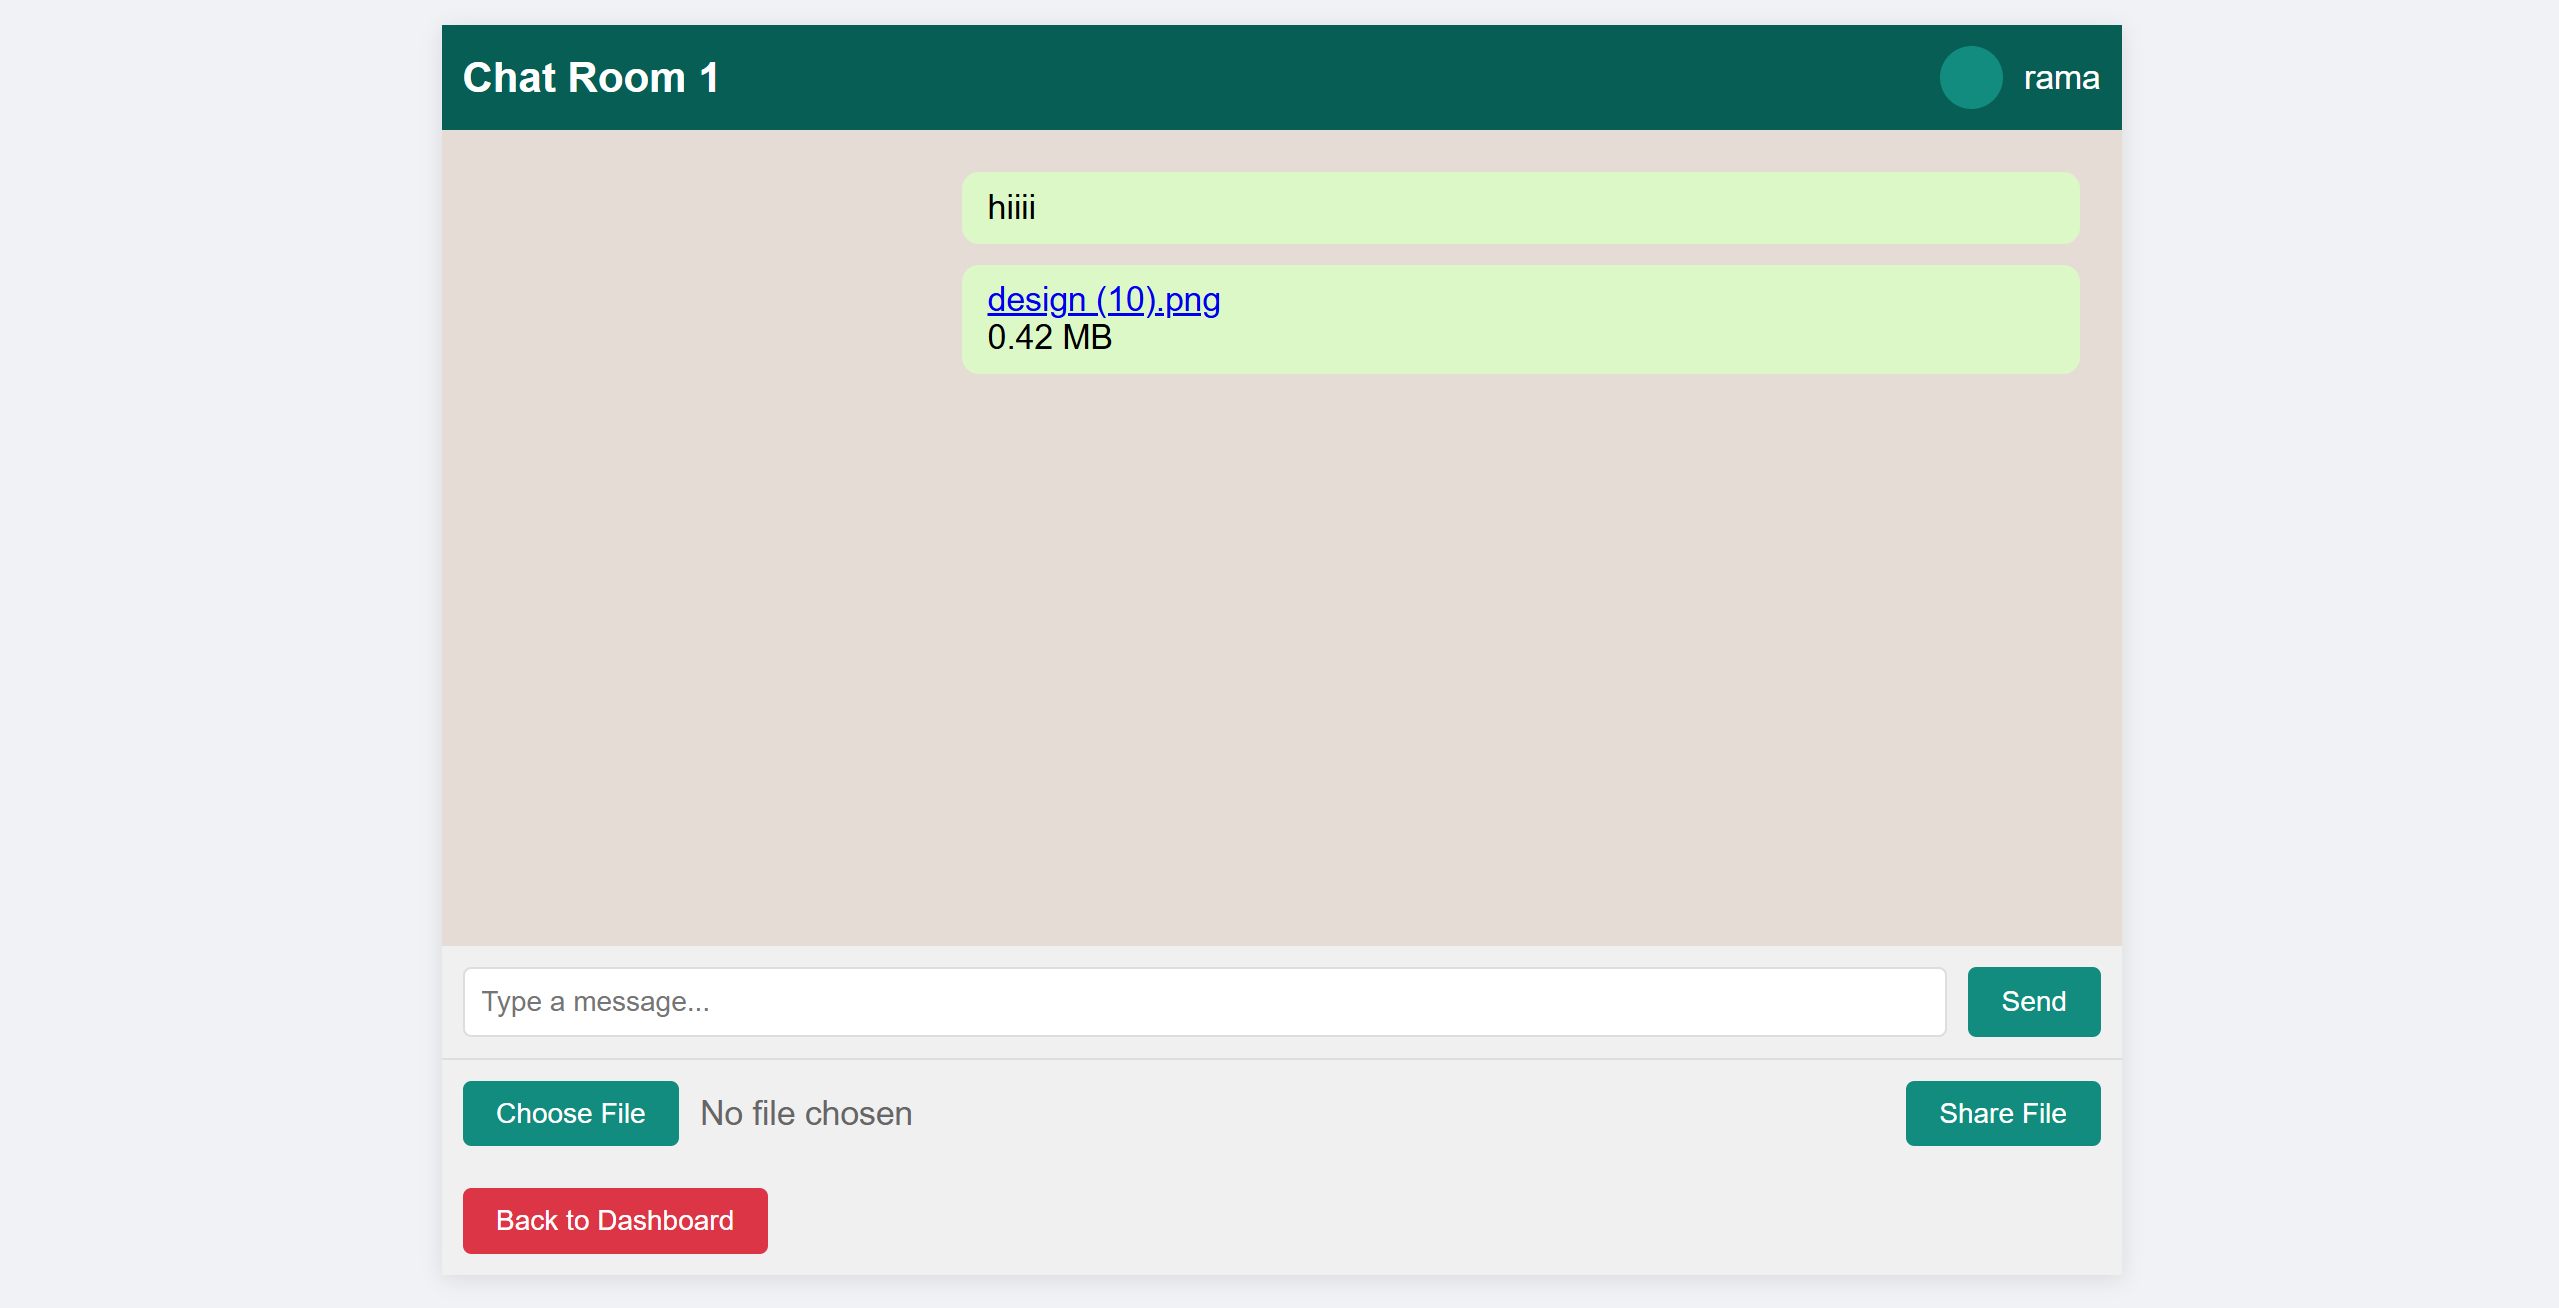 Chat Room 1
rama
hiiii
design (10).png
0.42 MB
Type a message...
Send
Choose File
No file chosen
Share File
Back to Dashboard